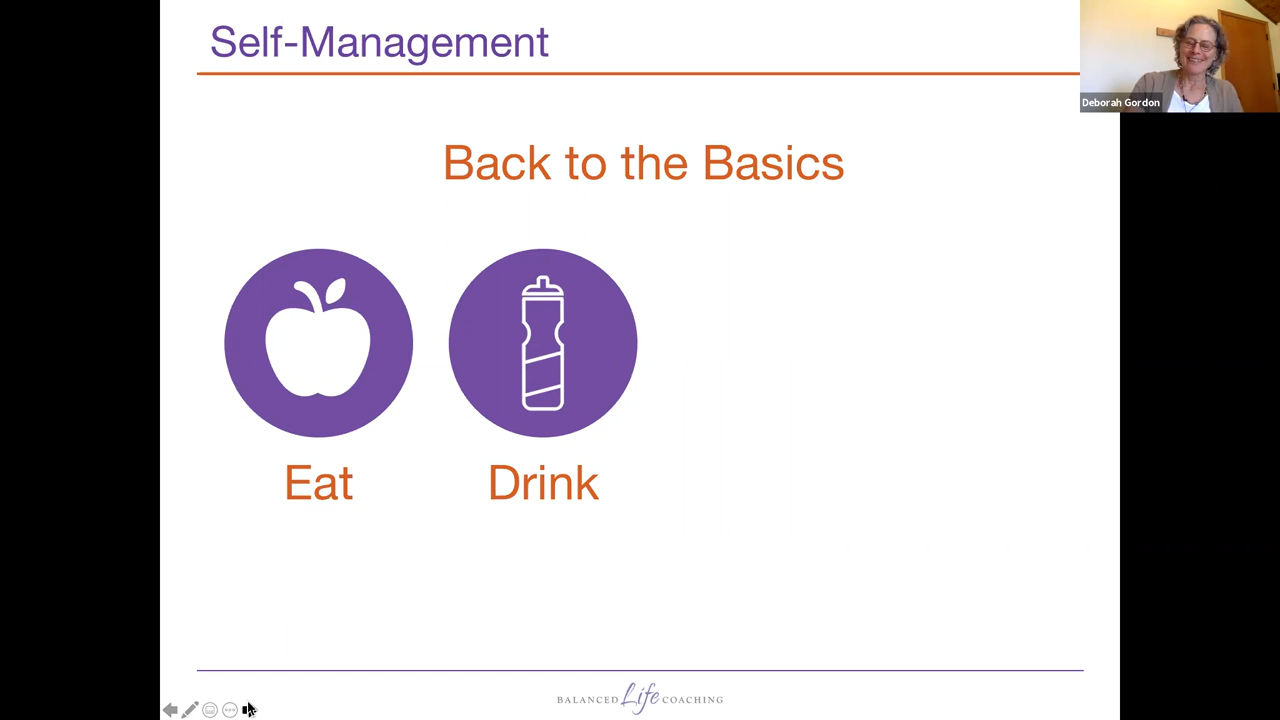 Self-Management
Deborah Gordon
Back to the Basics
Eat
Drink
BALANCED Life COACHING